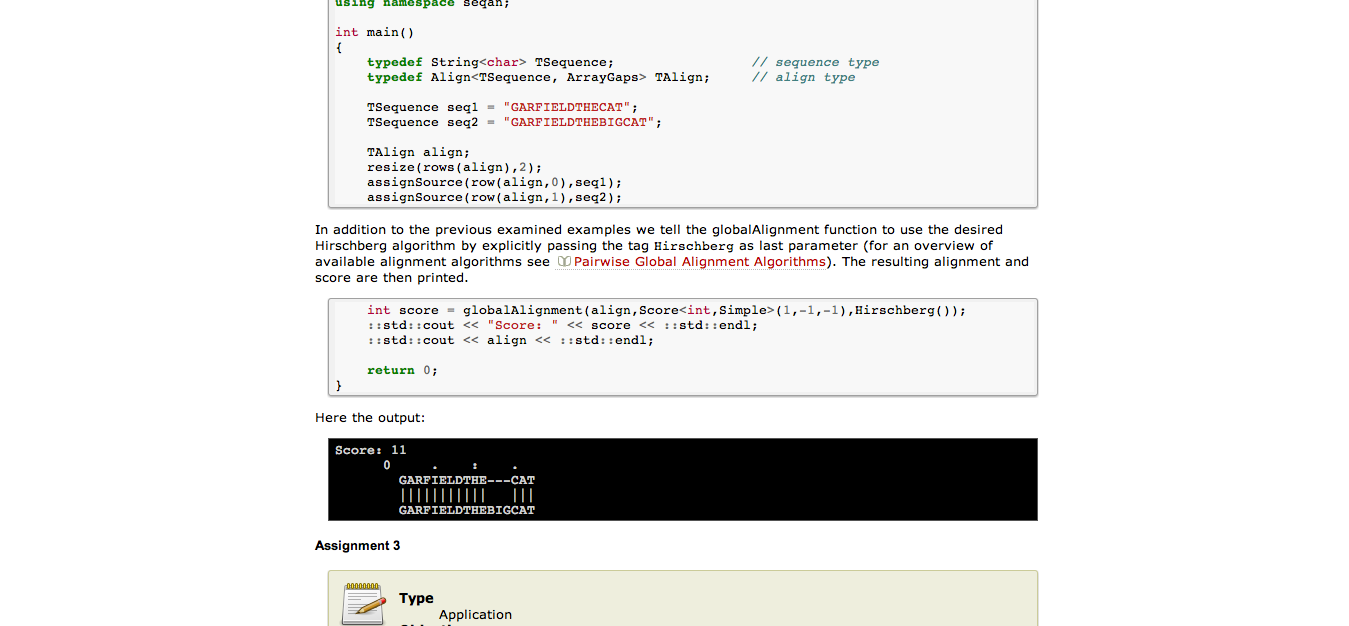 using namespace seqan;
int main()
{
    typedef String<char> TSequence;                 // sequence type
    typedef Align<TSequence, ArrayGaps> TAlign;     // align type
    TSequence seq1 = "GARFIELDTHECAT";
    TSequence seq2 = "GARFIELDTHEBIGCAT";
    TAlign align;
    resize(rows(align),2);
    assignSource(row(align,0),seq1);
    assignSource(row(align,1),seq2);
In addition to the previous examined examples we tell the globalAlignment function to use the desired
Hirschberg algorithm by explicitly passing the tag Hirschberg as last parameter (for an overview of
available alignment algorithms see Pairwise Global Alignment Algorithms). The resulting alignment and
score are then printed.
    int score = globalAlignment(align,Score<int,Simple>(1,-1,-1),Hirschberg());
    ::std::cout << "Score: " << score << ::std::endl;
    ::std::cout << align << ::std::endl;
    return 0;
}
Here the output:
Score: 11
      0     .    :    .
        GARFIELDTHE---CAT
        |||||||||||   |||
        GARFIELDTHEBIGCAT
Assignment 3
Type
Application